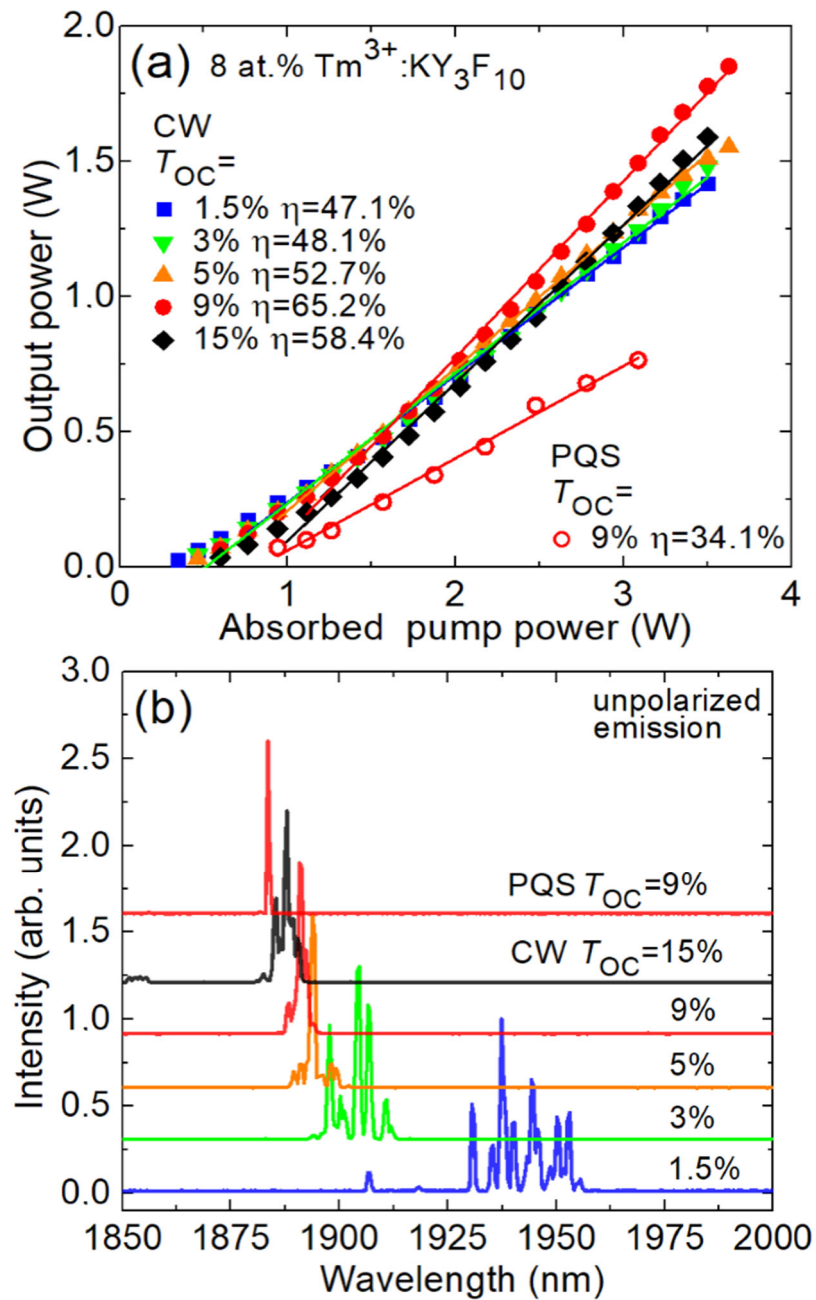 2.0
(a) 8 at.% Tm³⁺:KY₃F₁₀
CW
T_OC=
1.5% η=47.1%
3% η=48.1%
5% η=52.7%
9% η=65.2%
15% η=58.4%
1.5
1.0
0.5
0.0
Output power (W)
PQS
T_OC=
9% η=34.1%
0 1 2 3 4
Absorbed pump power (W)
3.0
(b)
unpolarized
emission
2.5
2.0
1.5
1.0
0.5
0.0
Intensity (arb. units)
PQS T_OC=9%
CW T_OC=15%
9%
5%
3%
1.5%
1850 1875 1900 1925 1950 1975 2000
Wavelength (nm)